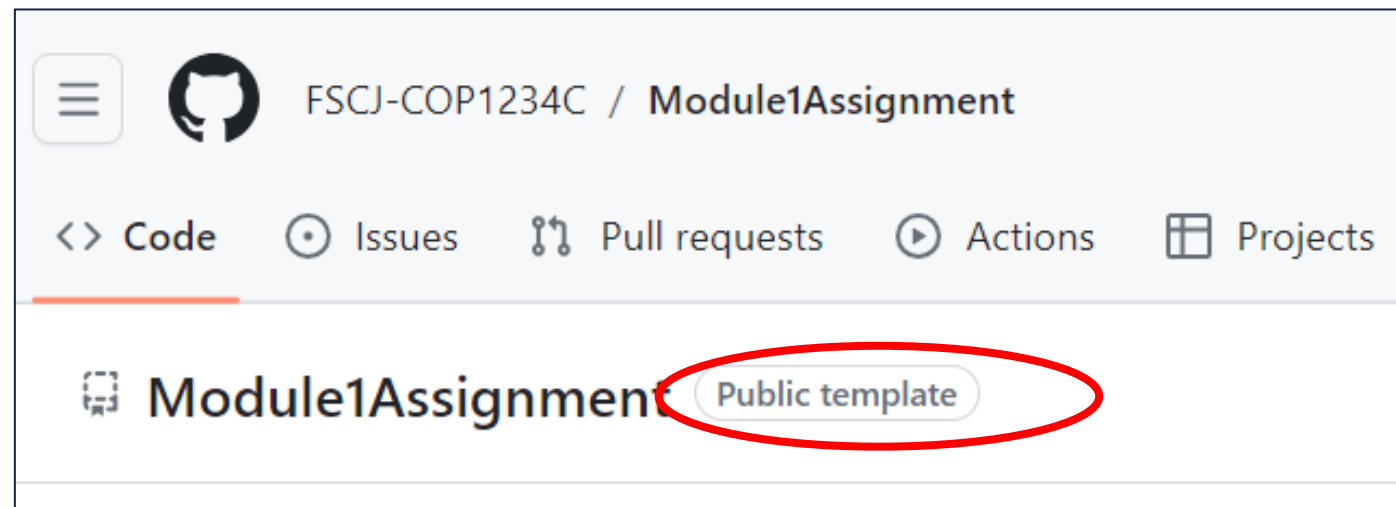 FSCJ-COP1234C / Module1Assignment
<> Code Issues Pull requests Actions Projects
Module1Assignment Public template